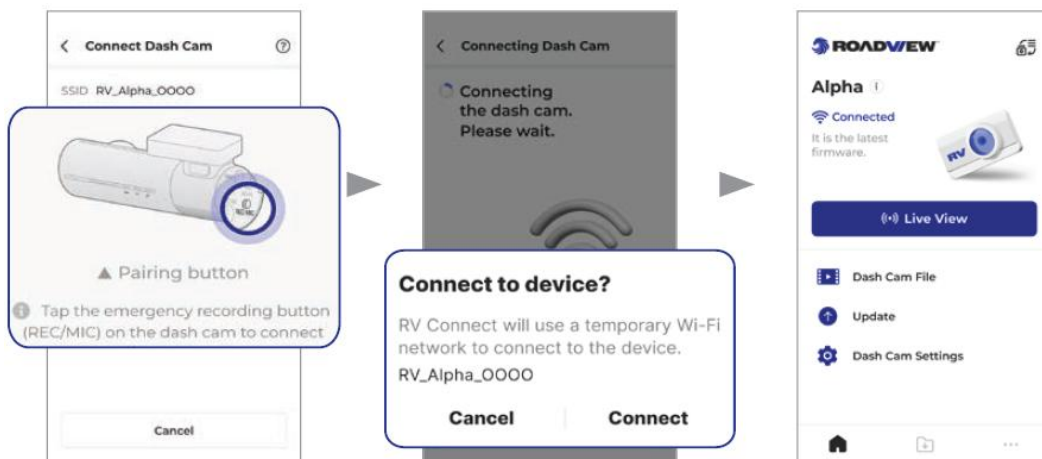 Connect Dash Cam
SSID RV_Alpha_OOOO
REC/MIC
▲ Pairing button
Tap the emergency recording button
(REC/MIC) on the dash cam to connect
Cancel
Connecting Dash Cam
Connecting
the dash cam.
Please wait.
Connect to device?
RV Connect will use a temporary Wi-Fi
network to connect to the device.
RV_Alpha_OOOO
Cancel Connect
ROADVIEW
Alpha
Connected
It is the latest
firmware.
RV
Live View
Dash Cam File
Update
Dash Cam Settings